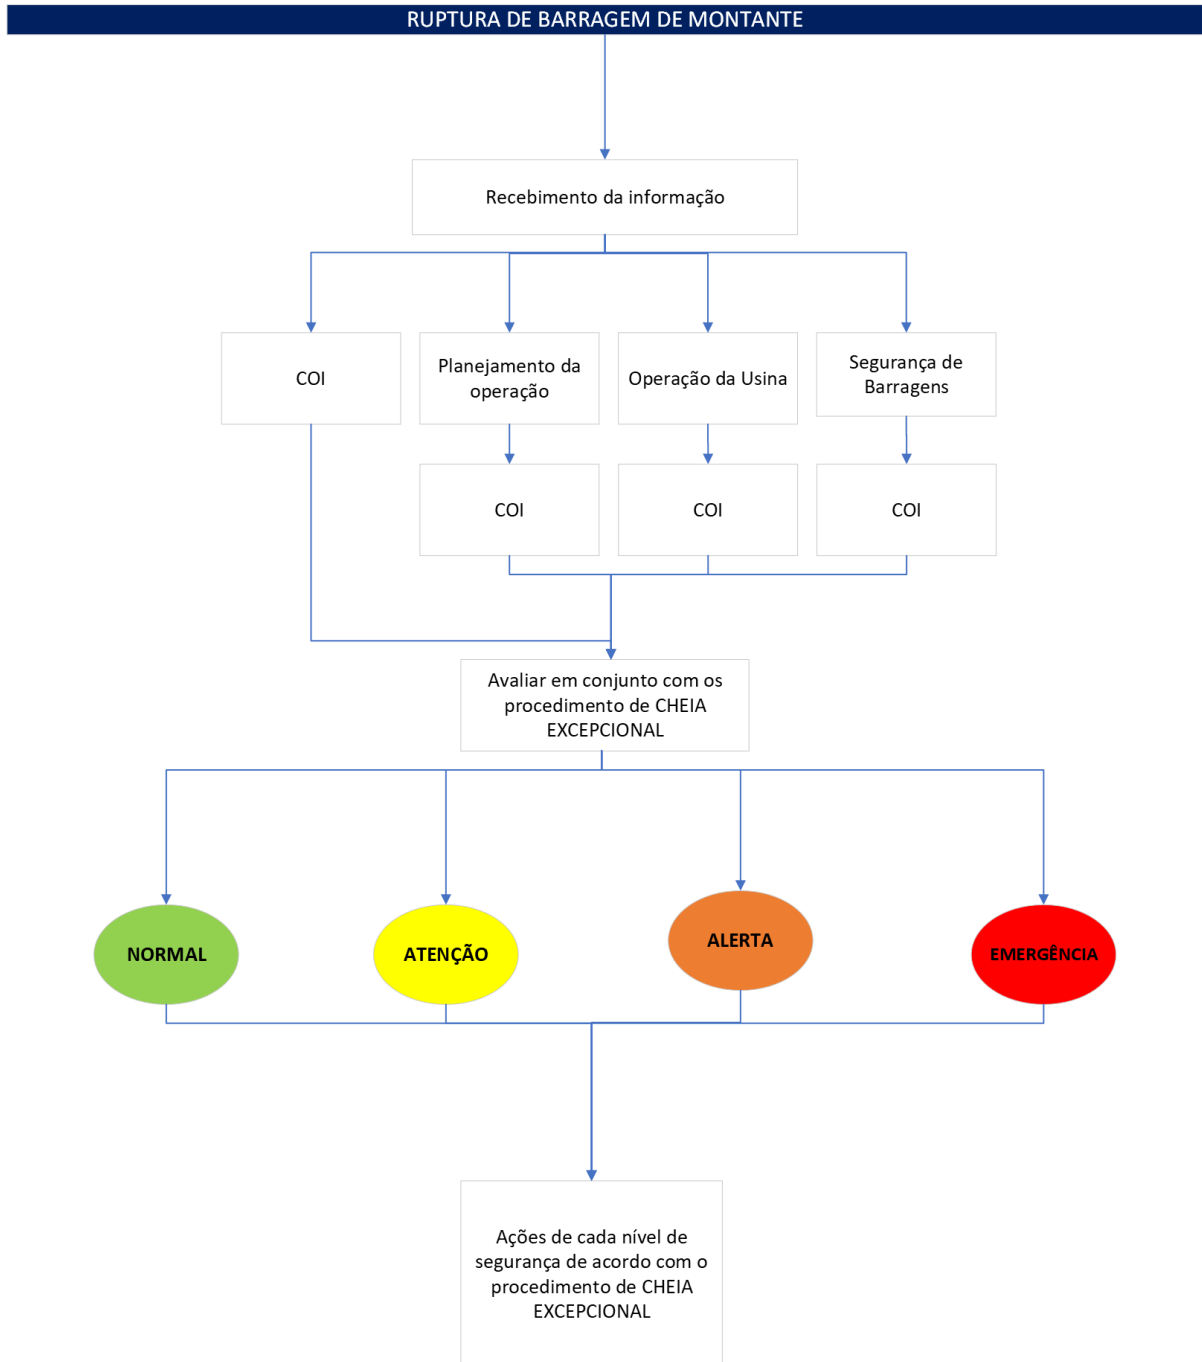 RUPTURA DE BARRAGEM DE MONTANTE
Recebimento da informação
COI
Planejamento da
operação
Operação da Usina
Segurança de
Barragens
COI
COI
COI
Avaliar em conjunto com os
procedimento de CHEIA
EXCEPCIONAL
NORMAL
ATENÇÃO
ALERTA
EMERGÊNCIA
Ações de cada nível de
segurança de acordo com o
procedimento de CHEIA
EXCEPCIONAL